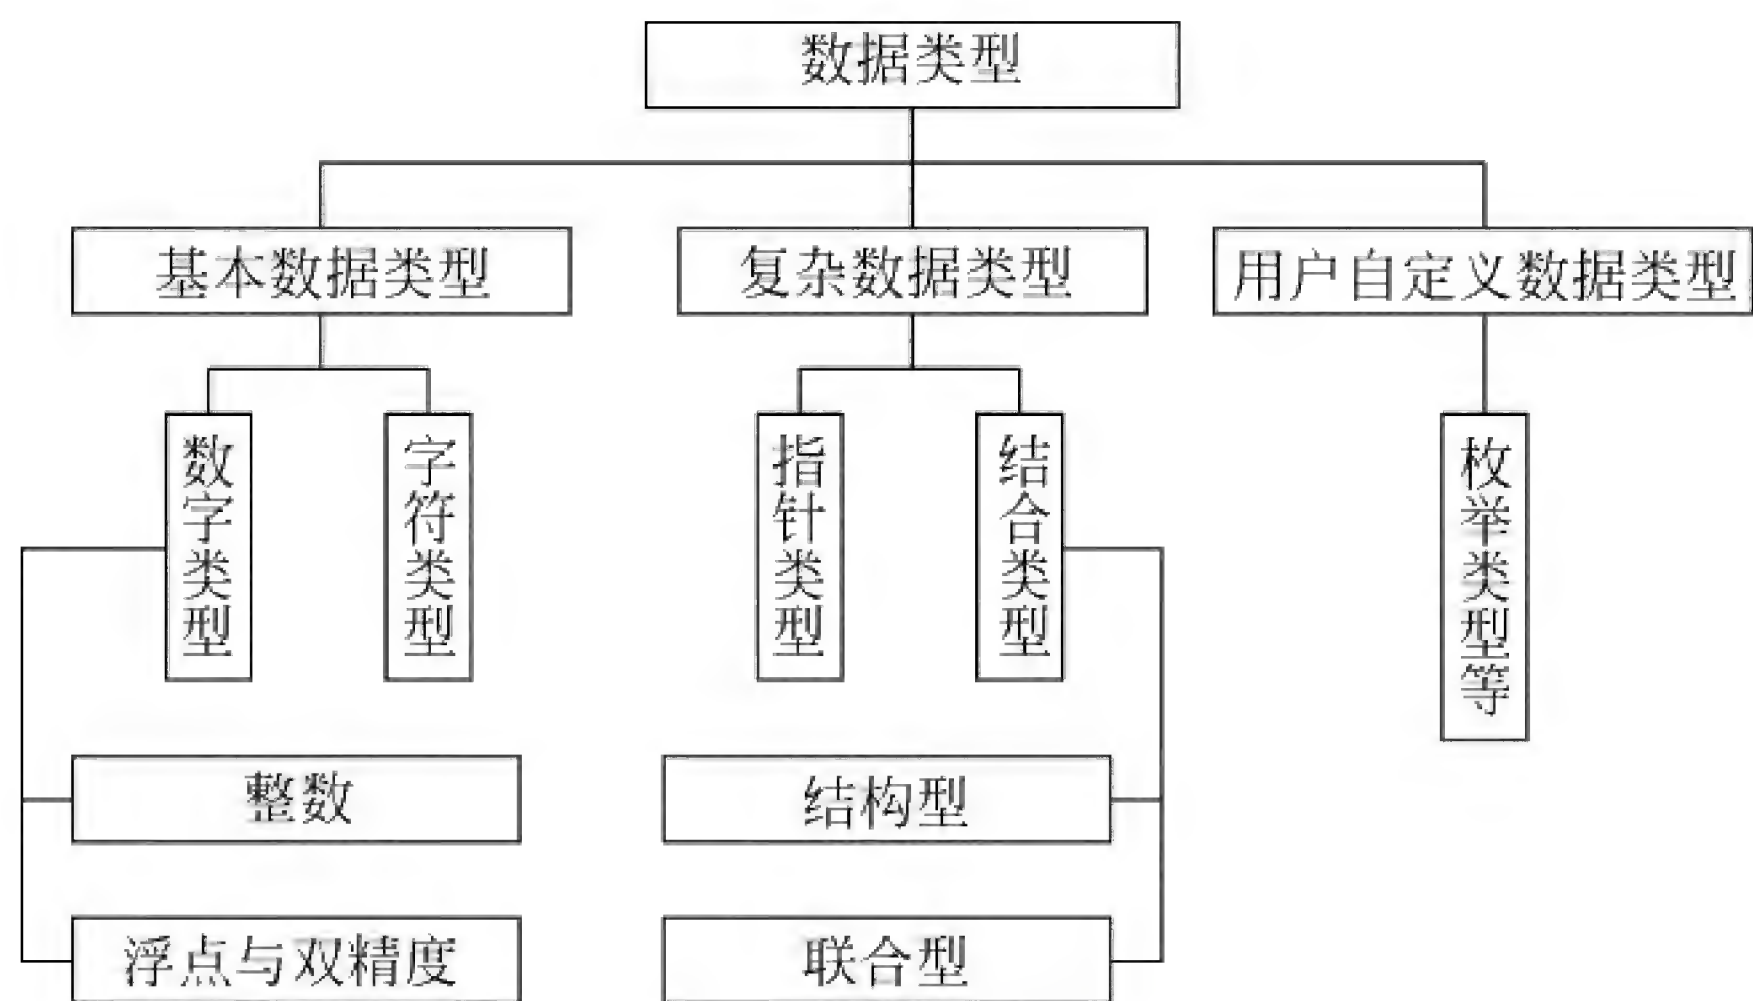 数据类型
基本数据类型
复杂数据类型
用户自定义数据类型
数字类型
字符类型
指针类型
结合类型
枚举类型等
整数
结构型
浮点与双精度
联合型